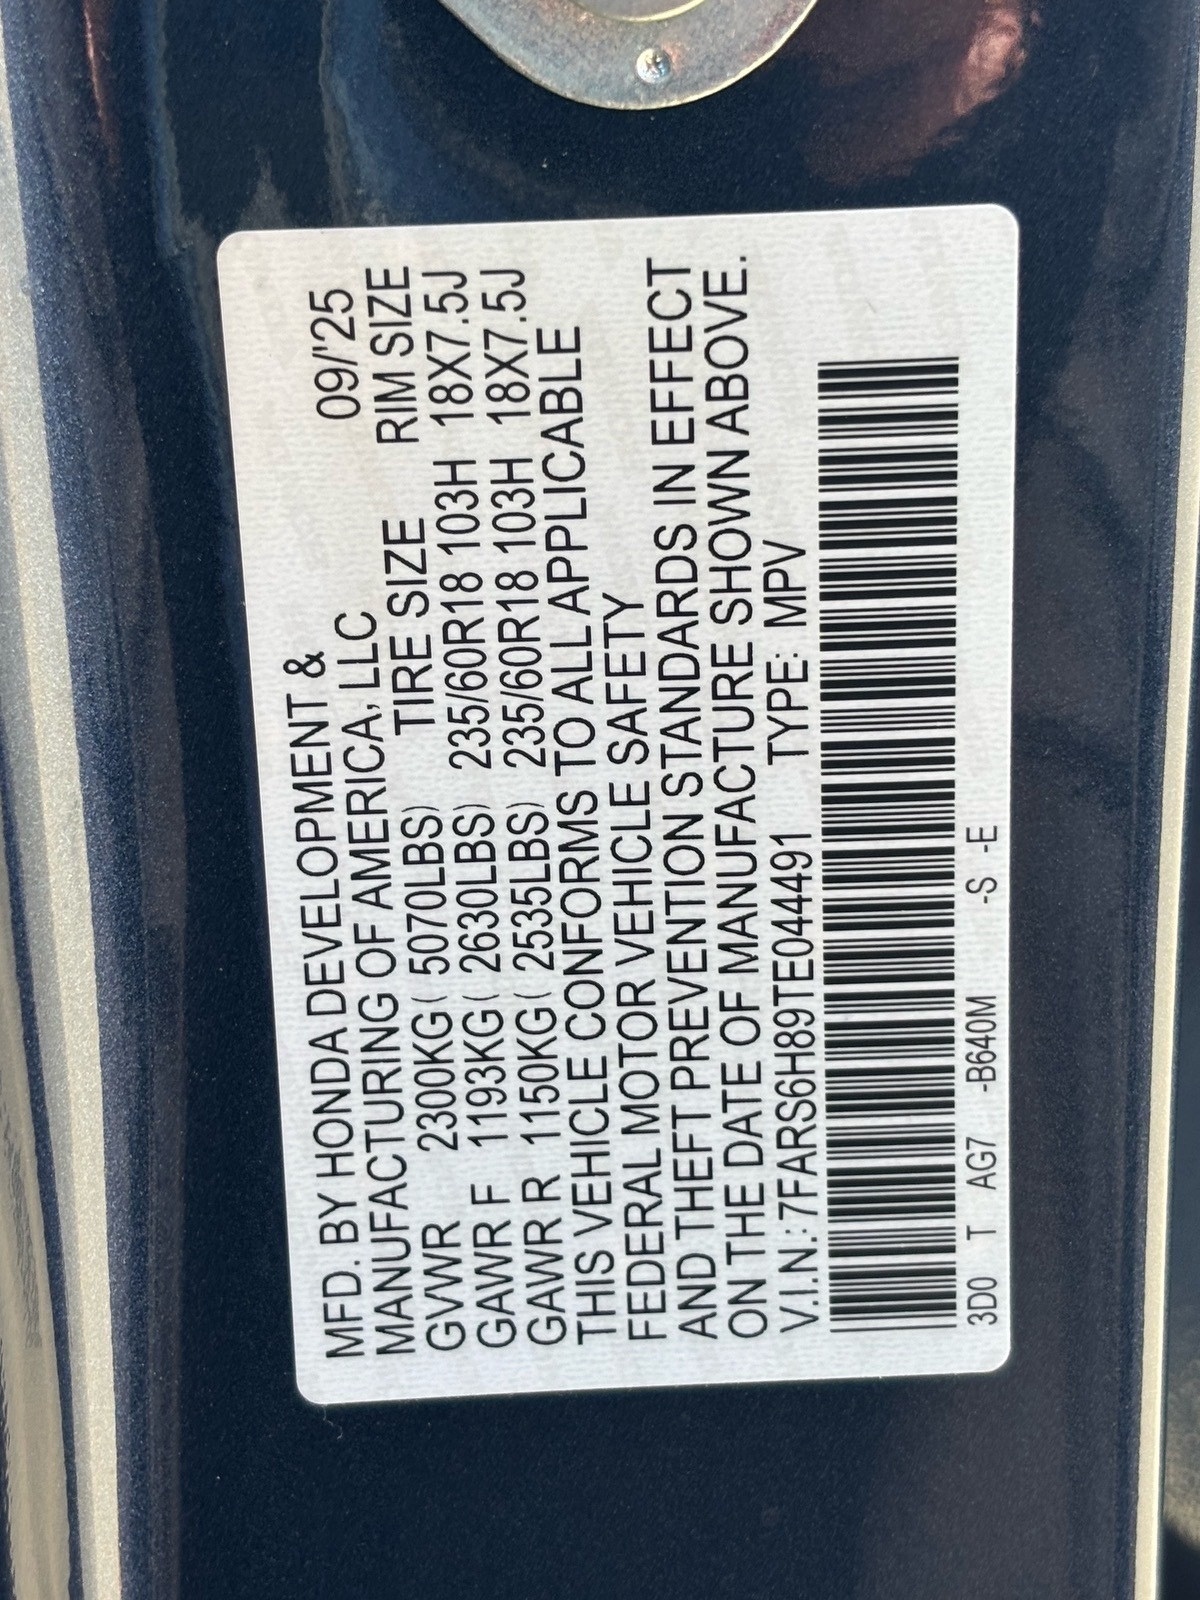 MFD. BY HONDA DEVELOPMENT &
MANUFACTURING OF AMERICA, LLC 09/'25
GVWR 2300KG( 5070LBS) TIRE SIZE RIM SIZE
GAWR F 1193KG( 2630LBS) 235/60R18 103H 18X7.5J
GAWR R 1150KG( 2535LBS) 235/60R18 103H 18X7.5J
THIS VEHICLE CONFORMS TO ALL APPLICABLE
FEDERAL MOTOR VEHICLE SAFETY
AND THEFT PREVENTION STANDARDS IN EFFECT
ON THE DATE OF MANUFACTURE SHOWN ABOVE.
V.I.N.: 7FARS6H89TE044491 TYPE: MPV
3D0 T AG7 -B640M -S -E